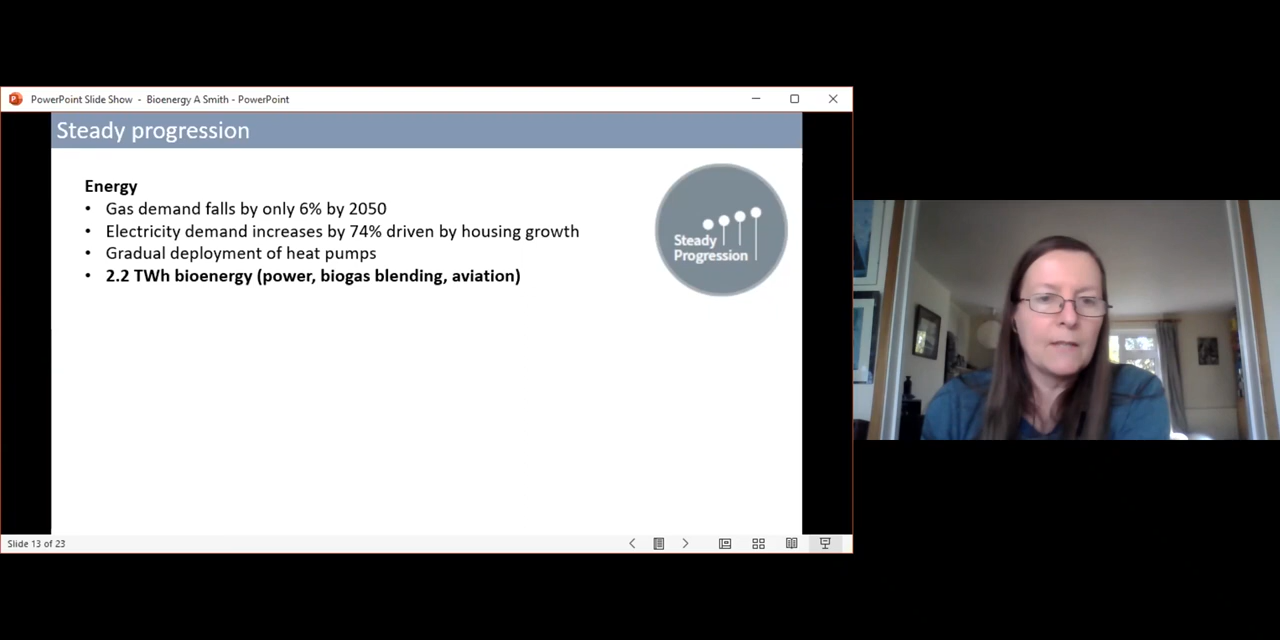 PowerPoint Slide Show - Bioenergy A Smith - PowerPoint
Steady progression
Energy
• Gas demand falls by only 6% by 2050
• Electricity demand increases by 74% driven by housing growth
• Gradual deployment of heat pumps
• 2.2 TWh bioenergy (power, biogas blending, aviation)
Steady
Progression
Slide 13 of 23